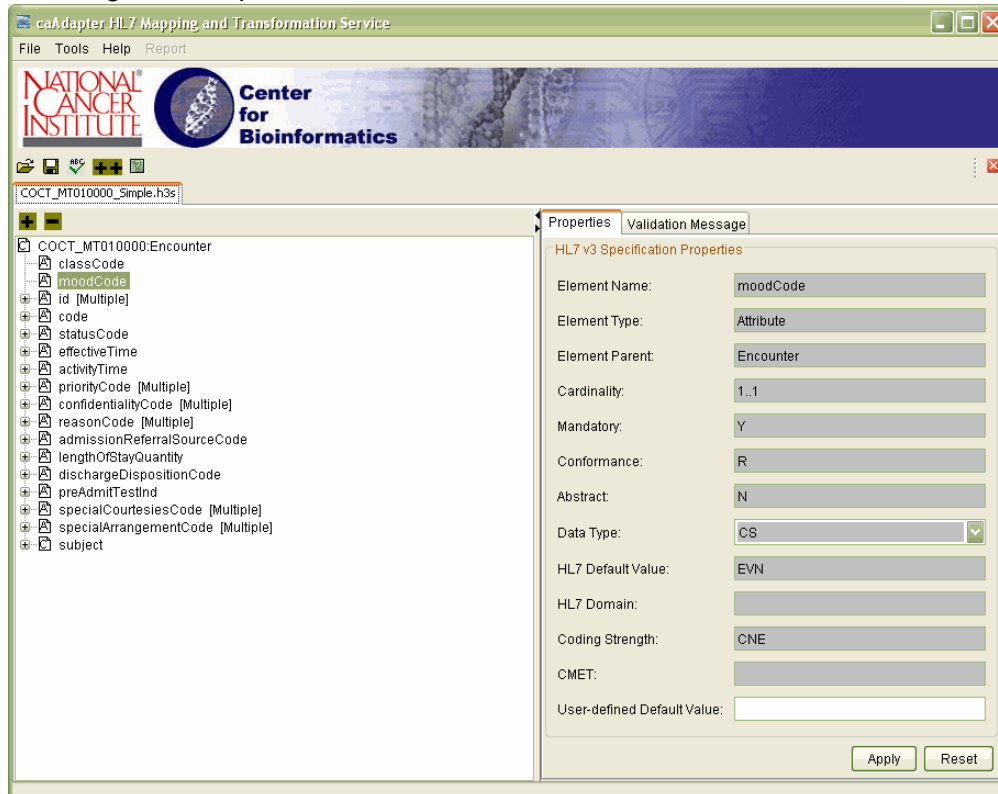 caAdapter HL7 Mapping and Transformation Service
File Tools Help Report
NATIONAL
CANCER
INSTITUTE
Center
for
Bioinformatics
ABC
COCT_MT010000_Simple.h3s
COCT_MT010000:Encounter
classCode
moodCode
id [Multiple]
code
statusCode
effectiveTime
activityTime
priorityCode [Multiple]
confidentialityCode [Multiple]
reasonCode [Multiple]
admissionReferralSourceCode
lengthOfStayQuantity
dischargeDispositionCode
preAdmitTestInd
specialCourtesiesCode [Multiple]
specialArrangementCode [Multiple]
subject
Properties Validation Message
HL7 v3 Specification Properties
Element Name: moodCode
Element Type: Attribute
Element Parent: Encounter
Cardinality: 1..1
Mandatory: Y
Conformance: R
Abstract: N
Data Type: CS
HL7 Default Value: EVN
HL7 Domain:
Coding Strength: CNE
CMET:
User-defined Default Value:
Apply Reset